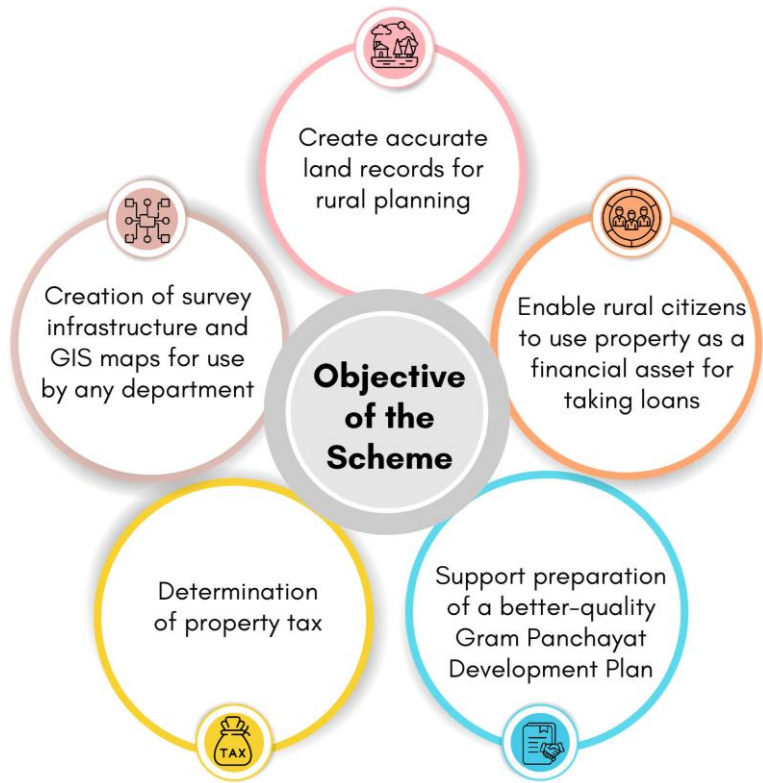 Create accurate
land records for
rural planning
Creation of survey
infrastructure and
GIS maps for use
by any department
Enable rural citizens
to use property as a
financial asset for
taking loans
Objective
of the
Scheme
Determination
of property tax
TAX
Support preparation
of a better-quality
Gram Panchayat
Development Plan